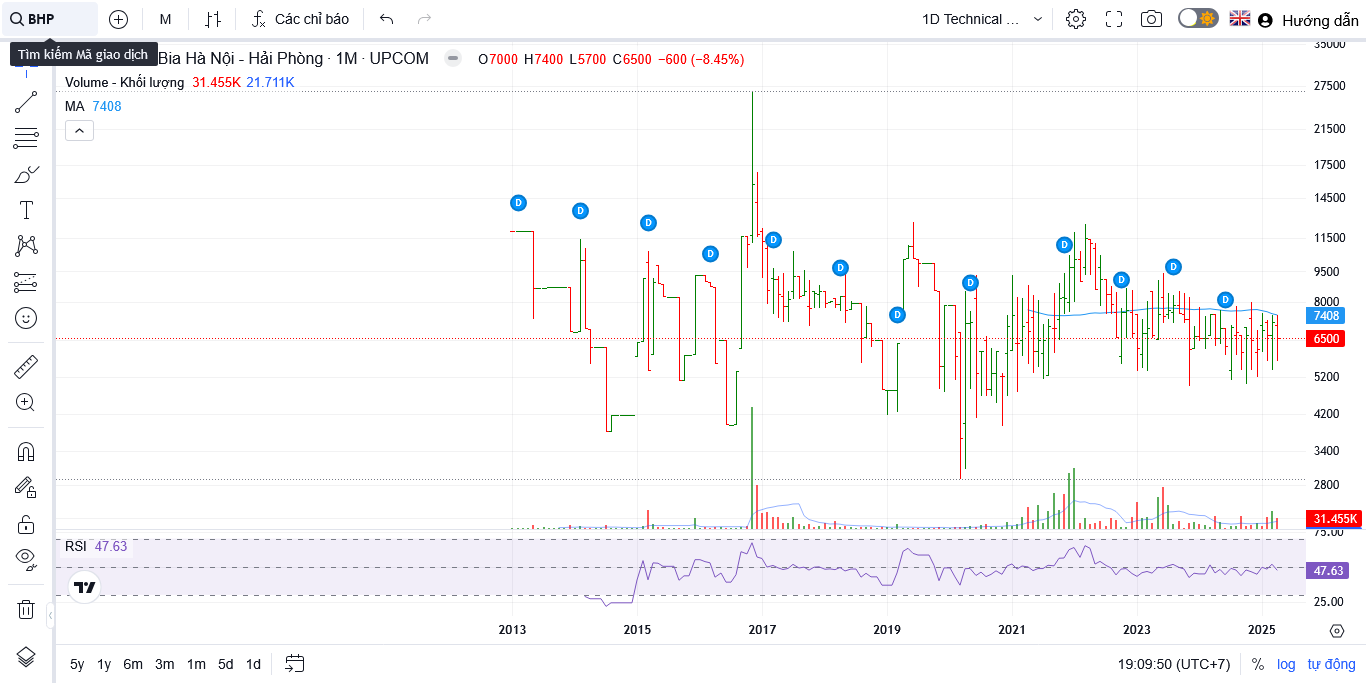 BHP
M
Các chỉ báo
1D Technical ...
Hướng dẫn
Tìm kiếm Mã giao dịch
Bia Hà Nội - Hải Phòng · 1M · UPCOM
O7000 H7400 L5700 C6500 −600 (−8.45%)
Volume - Khối lượng 31.455K 21.711K
MA 7408
35000
27500
21500
17500
14500
11500
9500
8000
7408
6500
5200
4200
3400
2800
31.455K
75.00
47.63
25.00
D
D
D
D
D
D
D
D
D
D
D
D
RSI 47.63
2013 2015 2017 2019 2021 2023 2025
5y 1y 6m 3m 1m 5d 1d
19:09:50 (UTC+7) % log tự động